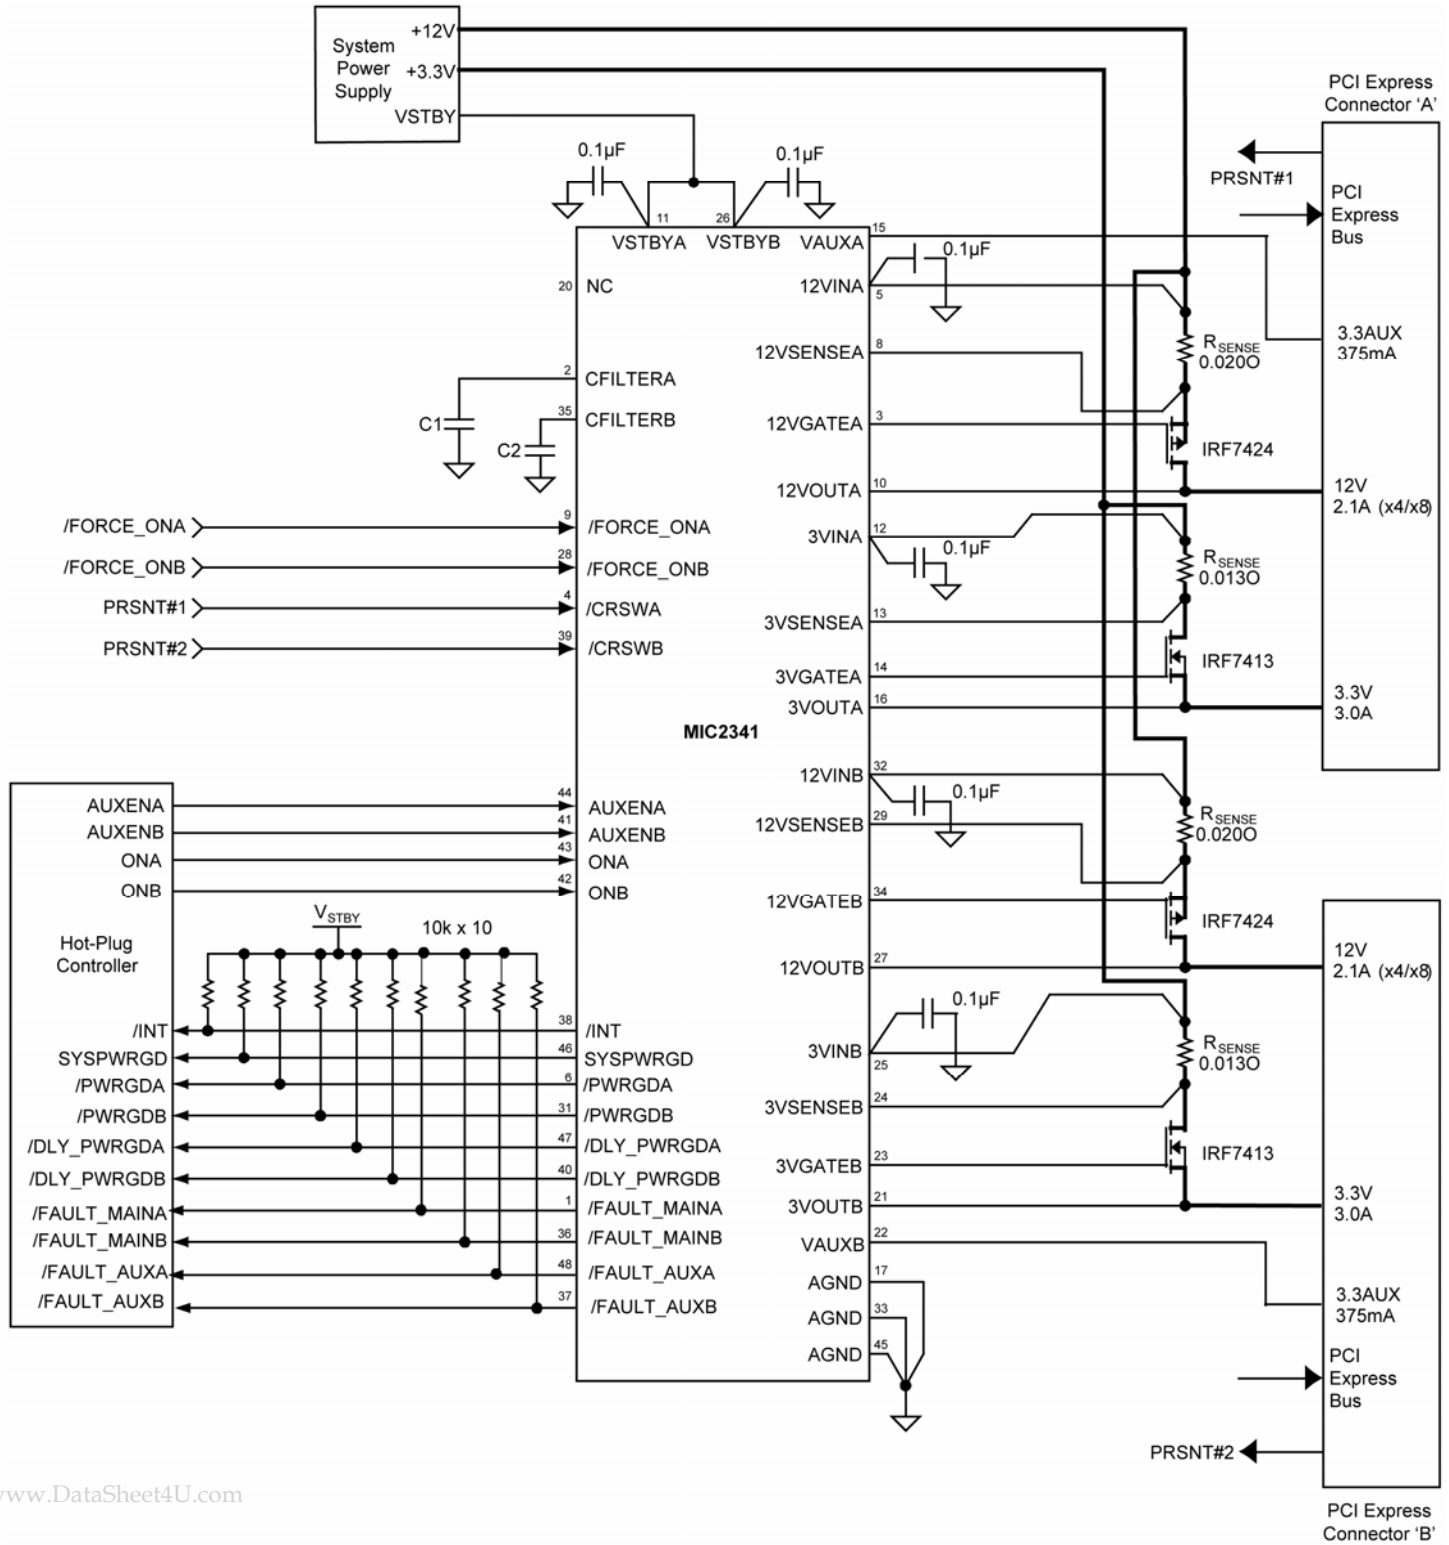 +12V
System
Power
Supply
+3.3V
VSTBY
PCI Express
Connector 'A'
PRSNT#1
PCI
Express
Bus
0.1µF
0.1µF
11
26
VSTBYA
VSTBYB
VAUXA
15
0.1µF
20
NC
12VINA
5
12VSENSEA
8
RSENSE
0.020O
3.3AUX
375mA
2
CFILTERA
C1
35
CFILTERB
C2
12VGATEA
3
IRF7424
12VOUTA
10
12V
2.1A (x4/x8)
/FORCE_ONA
9
/FORCE_ONA
3VINA
12
0.1µF
RSENSE
0.013O
/FORCE_ONB
28
/FORCE_ONB
PRSNT#1
4
/CRSWA
3VSENSEA
13
PRSNT#2
39
/CRSWB
3VGATEA
14
IRF7413
3VOUTA
16
3.3V
3.0A
MIC2341
12VINB
32
0.1µF
AUXENA
44
AUXENA
12VSENSEB
29
RSENSE
0.020O
AUXENB
41
AUXENB
ONA
43
ONA
ONB
42
ONB
12VGATEB
34
IRF7424
VSTBY
10k x 10
Hot-Plug
Controller
12VOUTB
27
12V
2.1A (x4/x8)
0.1µF
/INT
38
/INT
3VINB
25
RSENSE
0.013O
SYSPWRGD
46
SYSPWRGD
/PWRGDA
6
/PWRGDA
3VSENSEB
24
/PWRGDB
31
/PWRGDB
/DLY_PWRGDA
47
/DLY_PWRGDA
3VGATEB
23
IRF7413
/DLY_PWRGDB
40
/DLY_PWRGDB
/FAULT_MAINA
1
/FAULT_MAINA
3VOUTB
21
3.3V
3.0A
/FAULT_MAINB
36
/FAULT_MAINB
VAUXB
22
/FAULT_AUXA
48
/FAULT_AUXA
AGND
17
/FAULT_AUXB
37
/FAULT_AUXB
3.3AUX
375mA
AGND
33
AGND
45
PCI
Express
Bus
PRSNT#2
www.DataSheet4U.com
PCI Express
Connector 'B'